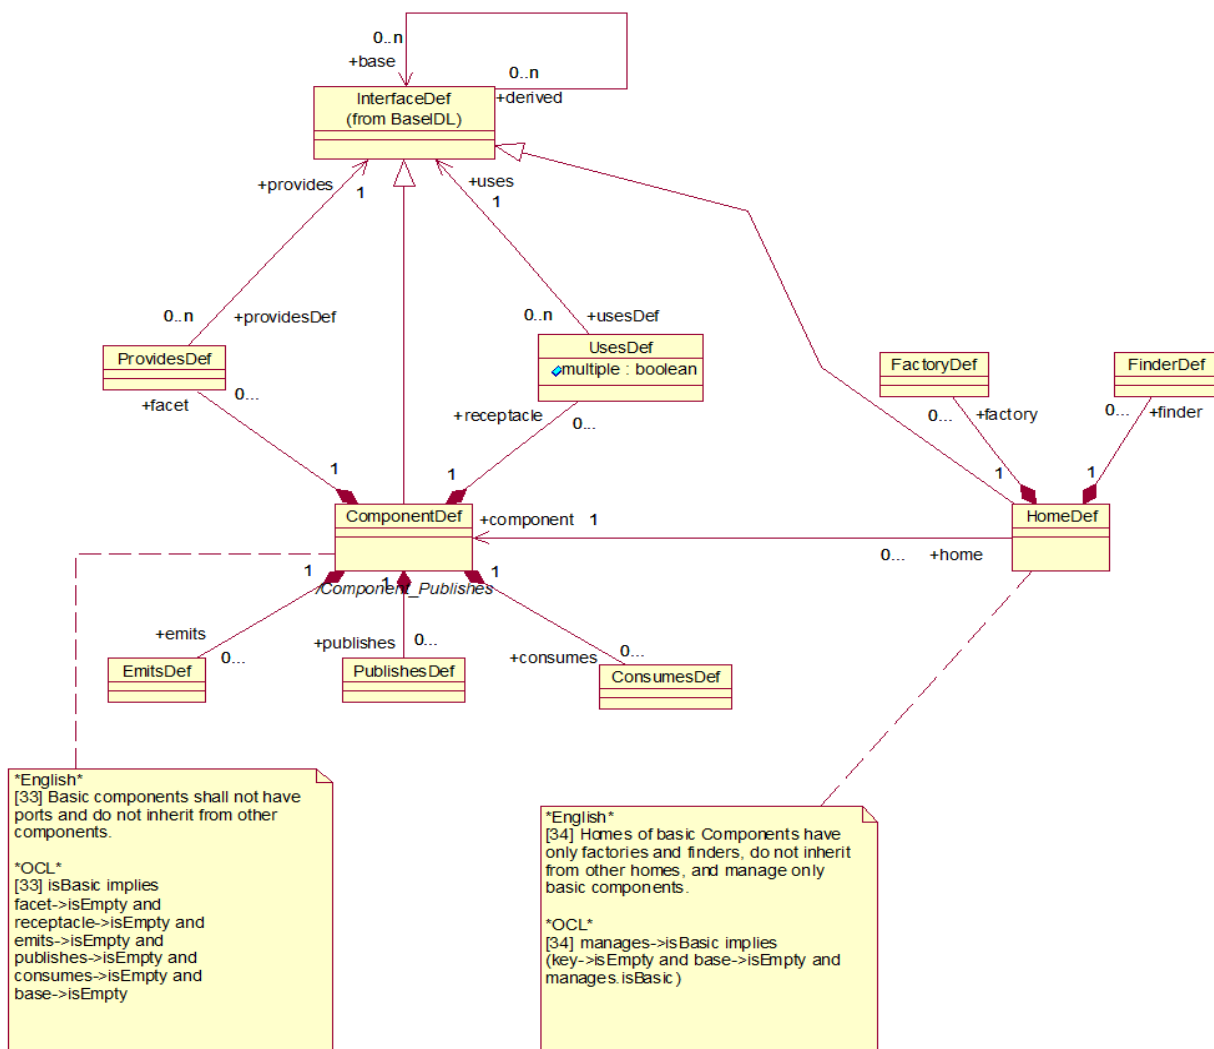 0..n
+base
0..n
+derived
InterfaceDef
(from BaseIDL)
+provides
1
+uses
1
0..n
+providesDef
0..n
+usesDef
ProvidesDef
UsesDef
multiple : boolean
FactoryDef
FinderDef
+facet
0...
+receptacle
0...
0...
+factory
0...
+finder
1
1
1
1
ComponentDef
+component 1
HomeDef
0...
+home
1
1
1
/Component_Publishes
+emits
0...
+publishes
0...
+consumes
0...
EmitsDef
PublishesDef
ConsumesDef
*English*
[33] Basic components shall not have
ports and do not inherit from other
components.
*OCL*
[33] isBasic implies
facet->isEmpty and
receptacle->isEmpty and
emits->isEmpty and
publishes->isEmpty and
consumes->isEmpty and
base->isEmpty
*English*
[34] Homes of basic Components have
only factories and finders, do not inherit
from other homes, and manage only
basic components.
*OCL*
[34] manages->isBasic implies
(key->isEmpty and base->isEmpty and
manages.isBasic)